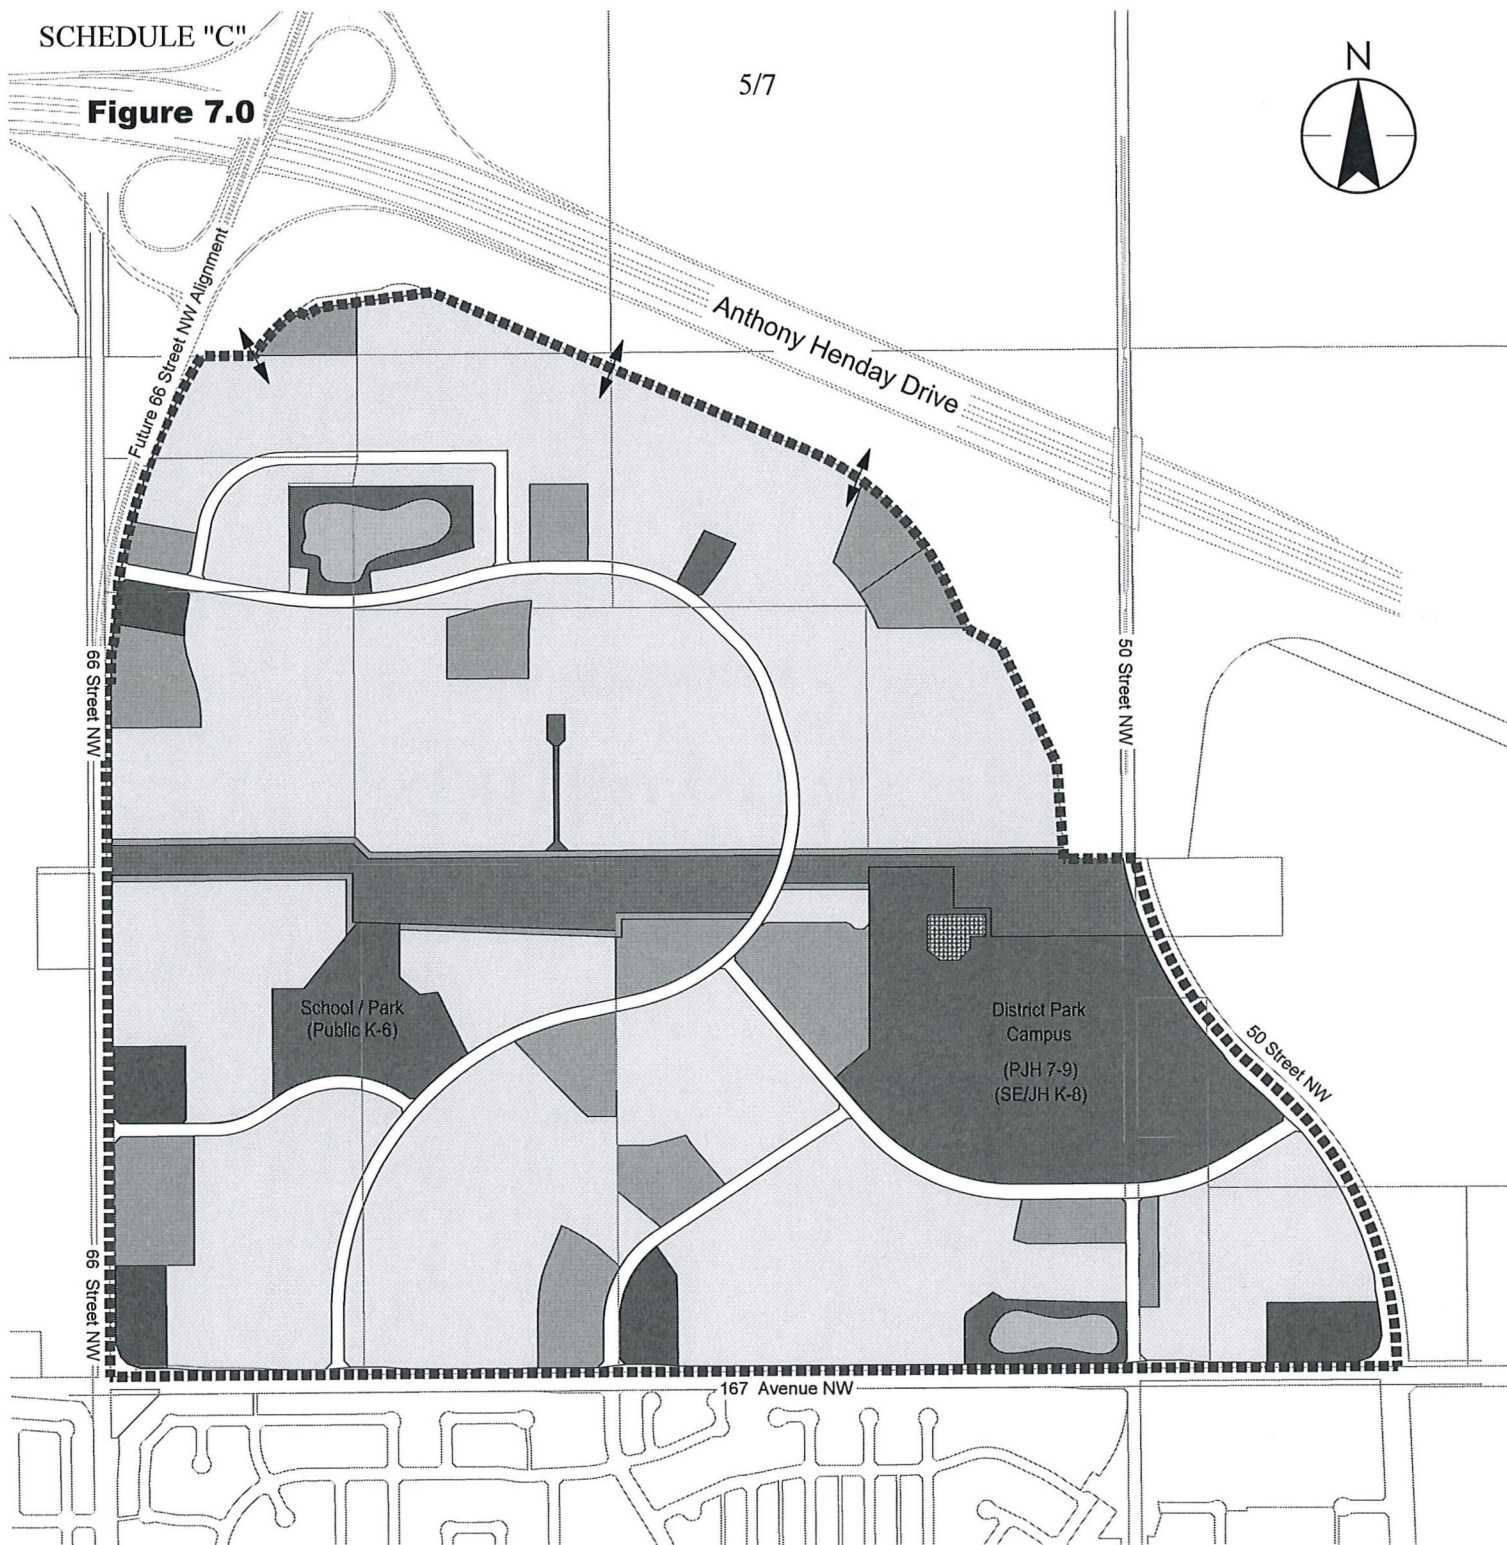 SCHEDULE "C"
5/7
N
Figure 7.0
Future 66 Street NW Alignment
Anthony Henday Drive
66 Street NW
50 Street NW
School / Park
(Public K-6)
District Park
Campus
(PJH 7-9)
(SE/JH K-8)
50 Street NW
66 Street NW
167 Avenue NW